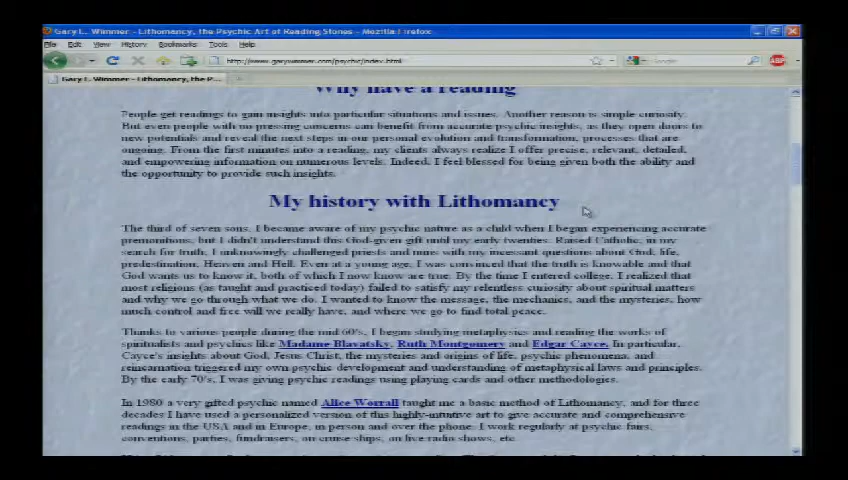 Gary L. Wimmer - Lithomancy, the Psychic Art of Reading Stones - Mozilla Firefox
File Edit View History Bookmarks Tools Help
http://www.garywimmer.com/psychic/index.html
Gary L. Wimmer - Lithomancy, the P...
Why have a reading
People get readings to gain insights into particular situations and issues. Another reason is simple curiosity.
But even people with no pressing concerns can benefit from accurate psychic insights, as they open doors to
new potentials and reveal the next steps in our personal evolution and transformation, processes that are
ongoing. From the first minutes into a reading, my clients always realize I offer precise, relevant, detailed,
and empowering information on numerous levels. Indeed, I feel blessed for being given both the ability and
the opportunity to provide such insights.
My history with Lithomancy
The third of seven sons, I became aware of my psychic nature as a child when I began experiencing accurate
premonitions, but I didn't understand this God-given gift until my early twenties. Raised Catholic, in my
search for truth, I unknowingly challenged priests and nuns with my incessant questions about God, life,
predestination, Heaven and Hell. Even at a young age, I was convinced that the truth is knowable and that
God wants us to know it, both of which I now know are true. By the time I entered college, I realized that
most religions (as taught and practiced today) failed to satisfy my relentless curiosity about spiritual matters
and why we go through what we do. I wanted to know the message, the mechanics, and the mysteries, how
much control and free will we really have, and where we go to find total peace.
Thanks to various people during the mid 60's, I began studying metaphysics and reading the works of
spiritualists and psychics like Madame Blavatsky, Ruth Montgomery and Edgar Cayce. In particular,
Cayce's insights about God, Jesus Christ, the mysteries and origins of life, psychic phenomena, and
reincarnation triggered my own psychic development and understanding of metaphysical laws and principles.
By the early 70's, I was giving psychic readings using playing cards and other methodologies.
In 1980 a very gifted psychic named Alice Worrall taught me a basic method of Lithomancy, and for three
decades I have used a personalized version of this highly-intuitive art to give accurate and comprehensive
readings in the USA and in Europe, in person and over the phone. I work regularly at psychic fairs,
conventions, parties, fundraisers, on cruise ships, on live radio shows, etc.